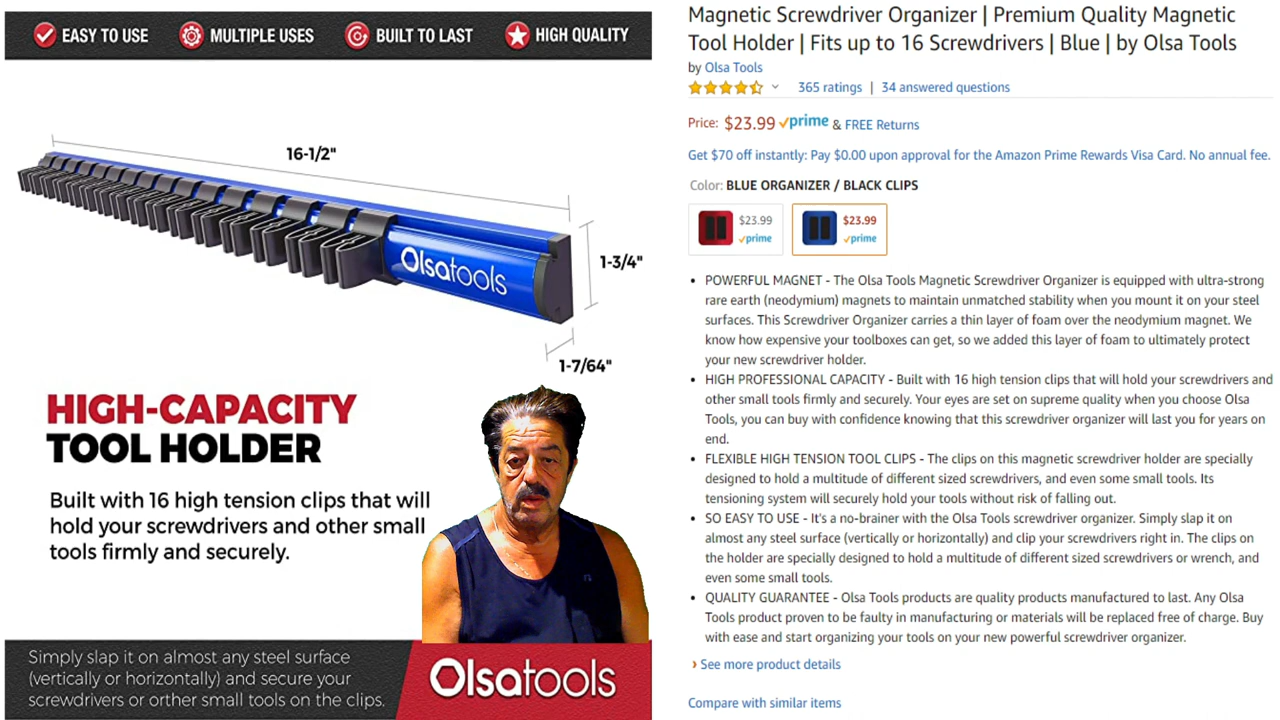 EASY TO USE
MULTIPLE USES
BUILT TO LAST
HIGH QUALITY
16-1/2"
1-3/4"
1-7/64"
Olsatools
HIGH-CAPACITY
TOOL HOLDER
Built with 16 high tension clips that will
hold your screwdrivers and other small
tools firmly and securely.
Simply slap it on almost any steel surface
(vertically or horizontally) and secure your
screwdrivers or orther small tools on the clips.
Olsatools
Magnetic Screwdriver Organizer | Premium Quality Magnetic
Tool Holder | Fits up to 16 Screwdrivers | Blue | by Olsa Tools
by Olsa Tools
365 ratings | 34 answered questions
Price: $23.99 prime & FREE Returns
Get $70 off instantly: Pay $0.00 upon approval for the Amazon Prime Rewards Visa Card. No annual fee.
Color: BLUE ORGANIZER / BLACK CLIPS
$23.99
prime
$23.99
prime
• POWERFUL MAGNET - The Olsa Tools Magnetic Screwdriver Organizer is equipped with ultra-strong
rare earth (neodymium) magnets to maintain unmatched stability when you mount it on your steel
surfaces. This Screwdriver Organizer carries a thin layer of foam over the neodymium magnet. We
know how expensive your toolboxes can get, so we added this layer of foam to ultimately protect
your new screwdriver holder.
• HIGH PROFESSIONAL CAPACITY - Built with 16 high tension clips that will hold your screwdrivers and
other small tools firmly and securely. Your eyes are set on supreme quality when you choose Olsa
Tools, you can buy with confidence knowing that this screwdriver organizer will last you for years on
end.
• FLEXIBLE HIGH TENSION TOOL CLIPS - The clips on this magnetic screwdriver holder are specially
designed to hold a multitude of different sized screwdrivers, and even some small tools. Its
tensioning system will securely hold your tools without risk of falling out.
• SO EASY TO USE - It's a no-brainer with the Olsa Tools screwdriver organizer. Simply slap it on
almost any steel surface (vertically or horizontally) and clip your screwdrivers right in. The clips on
the holder are specially designed to hold a multitude of different sized screwdrivers or wrench, and
even some small tools.
• QUALITY GUARANTEE - Olsa Tools products are quality products manufactured to last. Any Olsa
Tools product proven to be faulty in manufacturing or materials will be replaced free of charge. Buy
with ease and start organizing your tools on your new powerful screwdriver organizer.
› See more product details
Compare with similar items